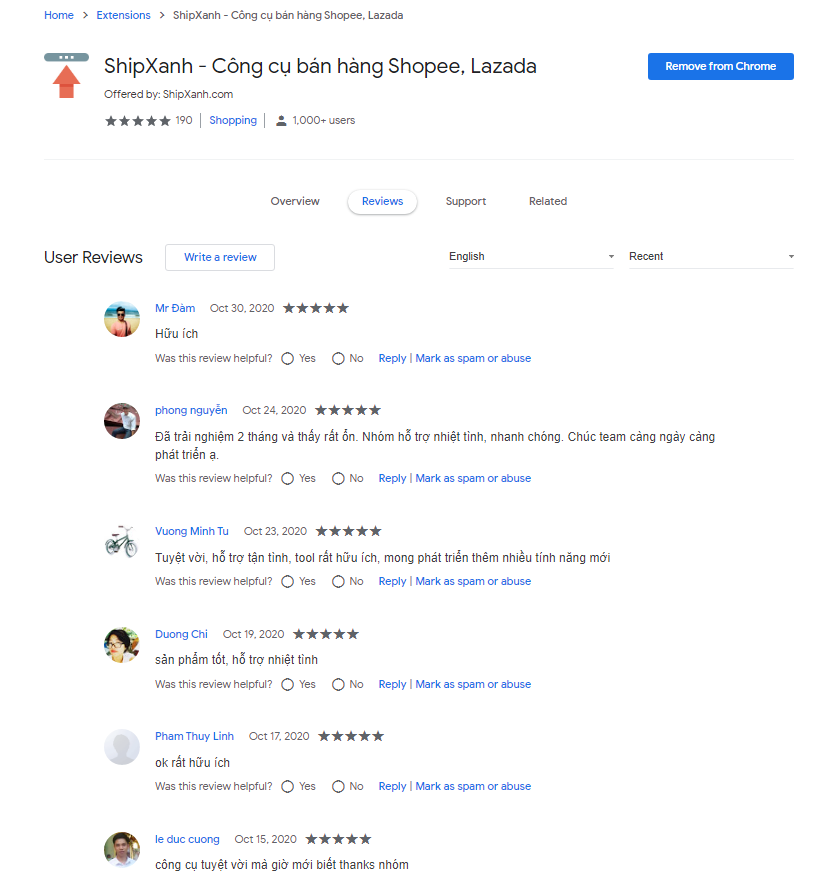 Home > Extensions > ShipXanh - Công cụ bán hàng Shopee, Lazada
ShipXanh - Công cụ bán hàng Shopee, Lazada
Remove from Chrome
Offered by: ShipXanh.com
★★★★★ 190 | Shopping | 1,000+ users
Overview Reviews Support Related
User Reviews Write a review English Recent
Mr Đàm Oct 30, 2020 ★★★★★
Hữu ích
Was this review helpful? Yes No Reply | Mark as spam or abuse
phong nguyễn Oct 24, 2020 ★★★★★
Đã trải nghiệm 2 tháng và thấy rất ổn. Nhóm hỗ trợ nhiệt tình, nhanh chóng. Chúc team càng ngày càng
phát triển ạ.
Was this review helpful? Yes No Reply | Mark as spam or abuse
Vuong Minh Tu Oct 23, 2020 ★★★★★
Tuyệt vời, hỗ trợ tận tình, tool rất hữu ích, mong phát triển thêm nhiều tính năng mới
Was this review helpful? Yes No Reply | Mark as spam or abuse
Duong Chi Oct 19, 2020 ★★★★★
sản phẩm tốt, hỗ trợ nhiệt tình
Was this review helpful? Yes No Reply | Mark as spam or abuse
Pham Thuy Linh Oct 17, 2020 ★★★★★
ok rất hữu ích
Was this review helpful? Yes No Reply | Mark as spam or abuse
le duc cuong Oct 15, 2020 ★★★★★
công cụ tuyệt vời mà giờ mới biết thanks nhóm